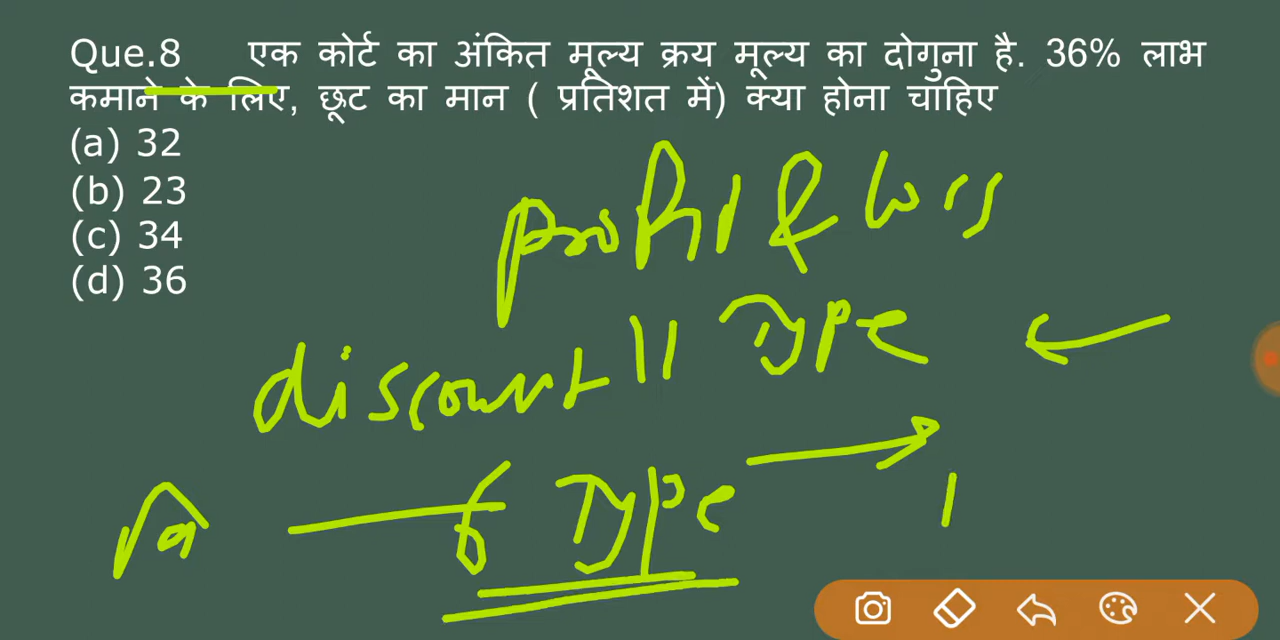 Que.8 एक कोर्ट का अंकित मूल्य क्रय मूल्य का दोगुना है. 36% लाभ
कमाने के लिए, छूट का मान ( प्रतिशत में) क्या होना चाहिए
(a) 32
(b) 23
(c) 34
(d) 36
profit & loss
discount 11 Type
6 Type
1